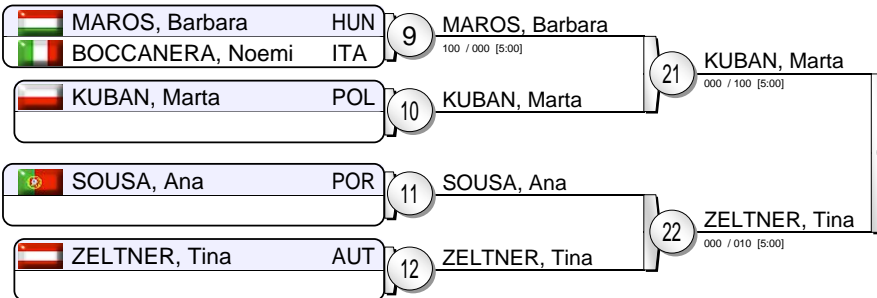 MAROS, Barbara HUN
BOCCANERA, Noemi ITA
9
MAROS, Barbara
100 / 000 [5:00]
KUBAN, Marta POL
10
KUBAN, Marta
21
KUBAN, Marta
000 / 100 [5:00]
SOUSA, Ana POR
11
SOUSA, Ana
ZELTNER, Tina AUT
12
ZELTNER, Tina
22
ZELTNER, Tina
000 / 010 [5:00]